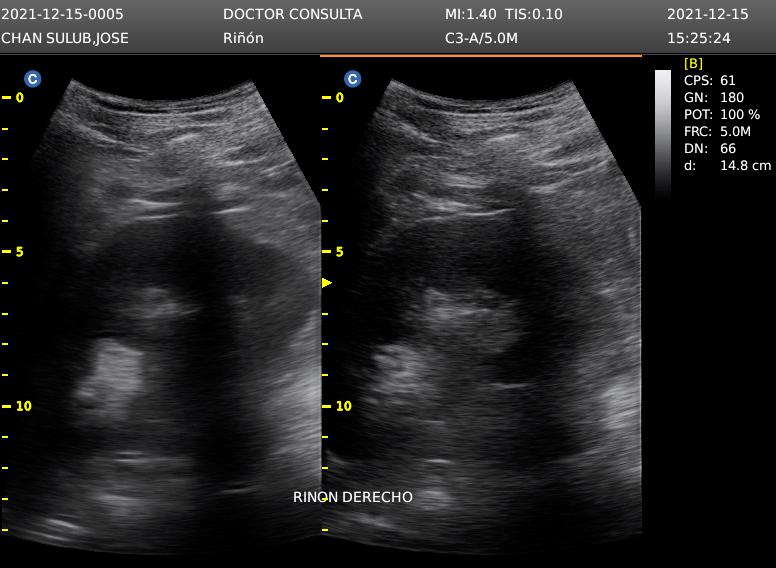 2021-12-15-0005 DOCTOR CONSULTA MI:1.40 TIS:0.10 2021-12-15
CHAN SULUB,JOSE Riñón C3-A/5.0M 15:25:24
C C
[B]
CPS: 61
GN: 180
POT: 100 %
FRC: 5.0M
DN: 66
d: 14.8 cm
0 0
5 5
10 10
RINON DERECHO